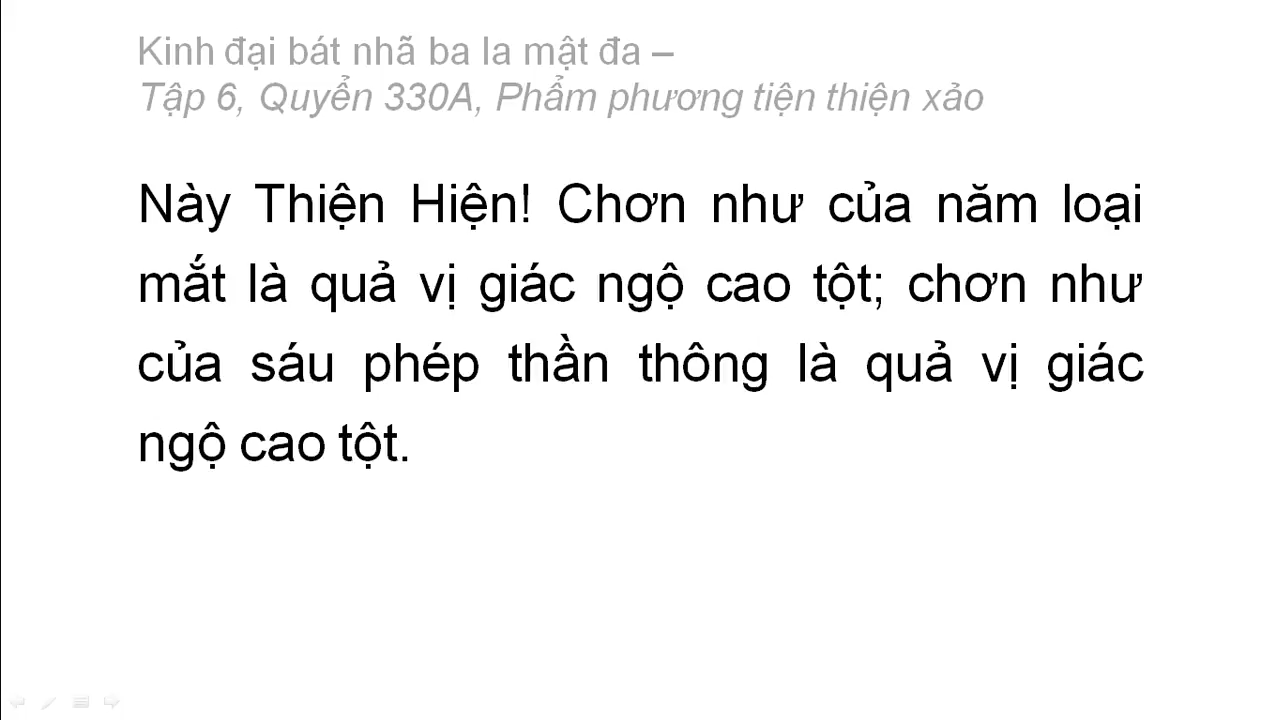 Kinh đại bát nhã ba la mật đa –
Tập 6, Quyển 330A, Phẩm phương tiện thiện xảo
Này Thiện Hiện! Chơn như của năm loại
mắt là quả vị giác ngộ cao tột; chơn như
của sáu phép thần thông là quả vị giác
ngộ cao tột.